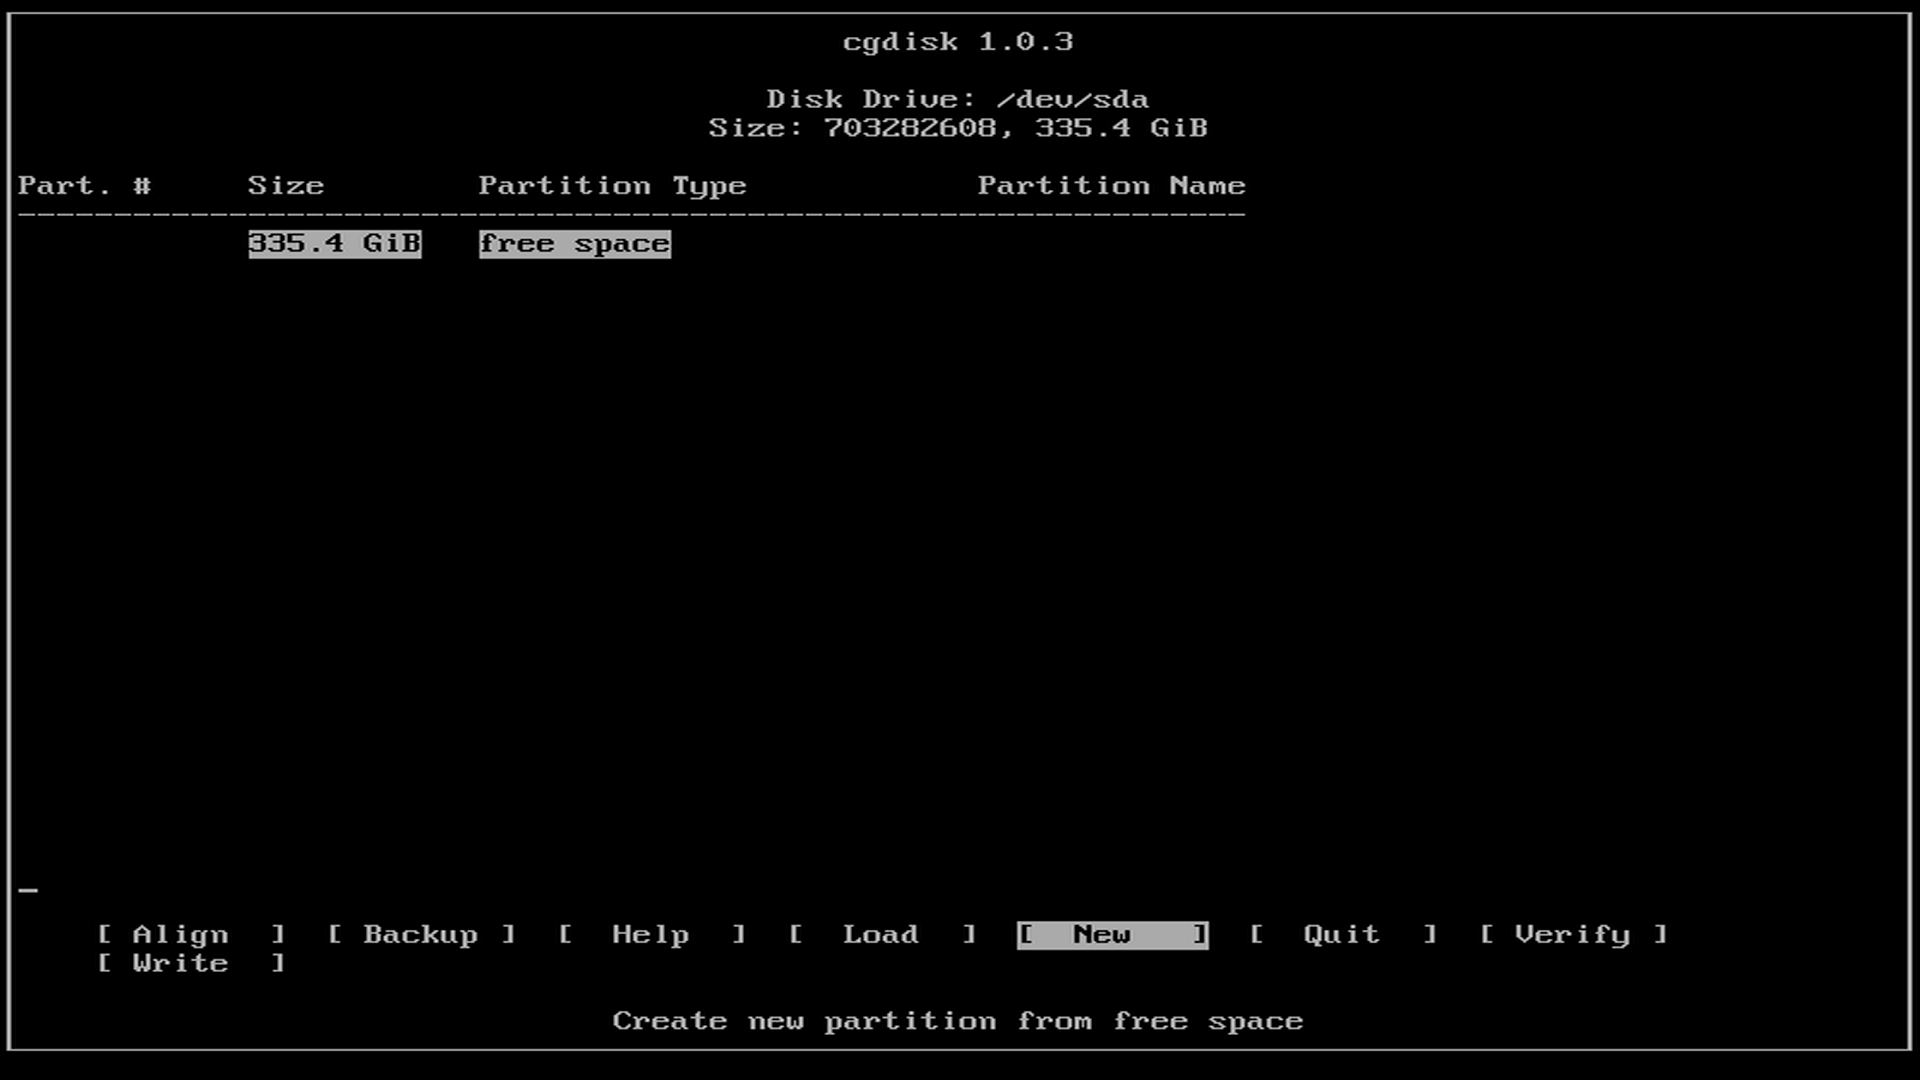 cgdisk 1.0.3
Disk Drive: /dev/sda
Size: 703282608, 335.4 GiB
Part. # Size Partition Type Partition Name
----------------------------------------------------------------
335.4 GiB free space
[ Align ] [ Backup ] [ Help ] [ Load ] [ New ] [ Quit ] [ Verify ]
[ Write ]
Create new partition from free space